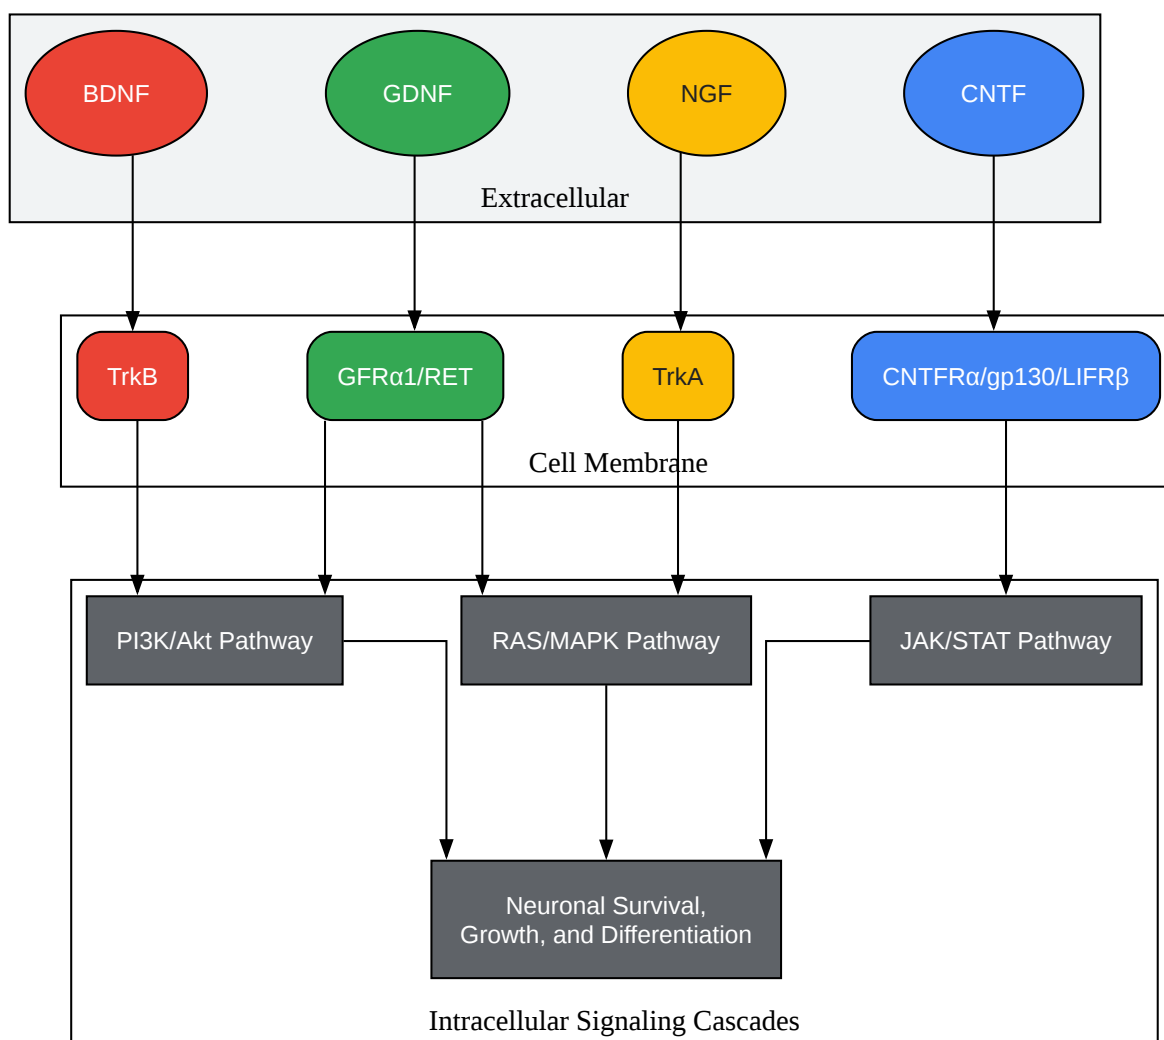 BDNF
GDNF
NGF
CNTF
Extracellular
TrkB
GFRα1/RET
TrkA
CNTFRα/gp130/LIFRβ
Cell Membrane
PI3K/Akt Pathway
RAS/MAPK Pathway
JAK/STAT Pathway
Neuronal Survival,
Growth, and Differentiation
Intracellular Signaling Cascades